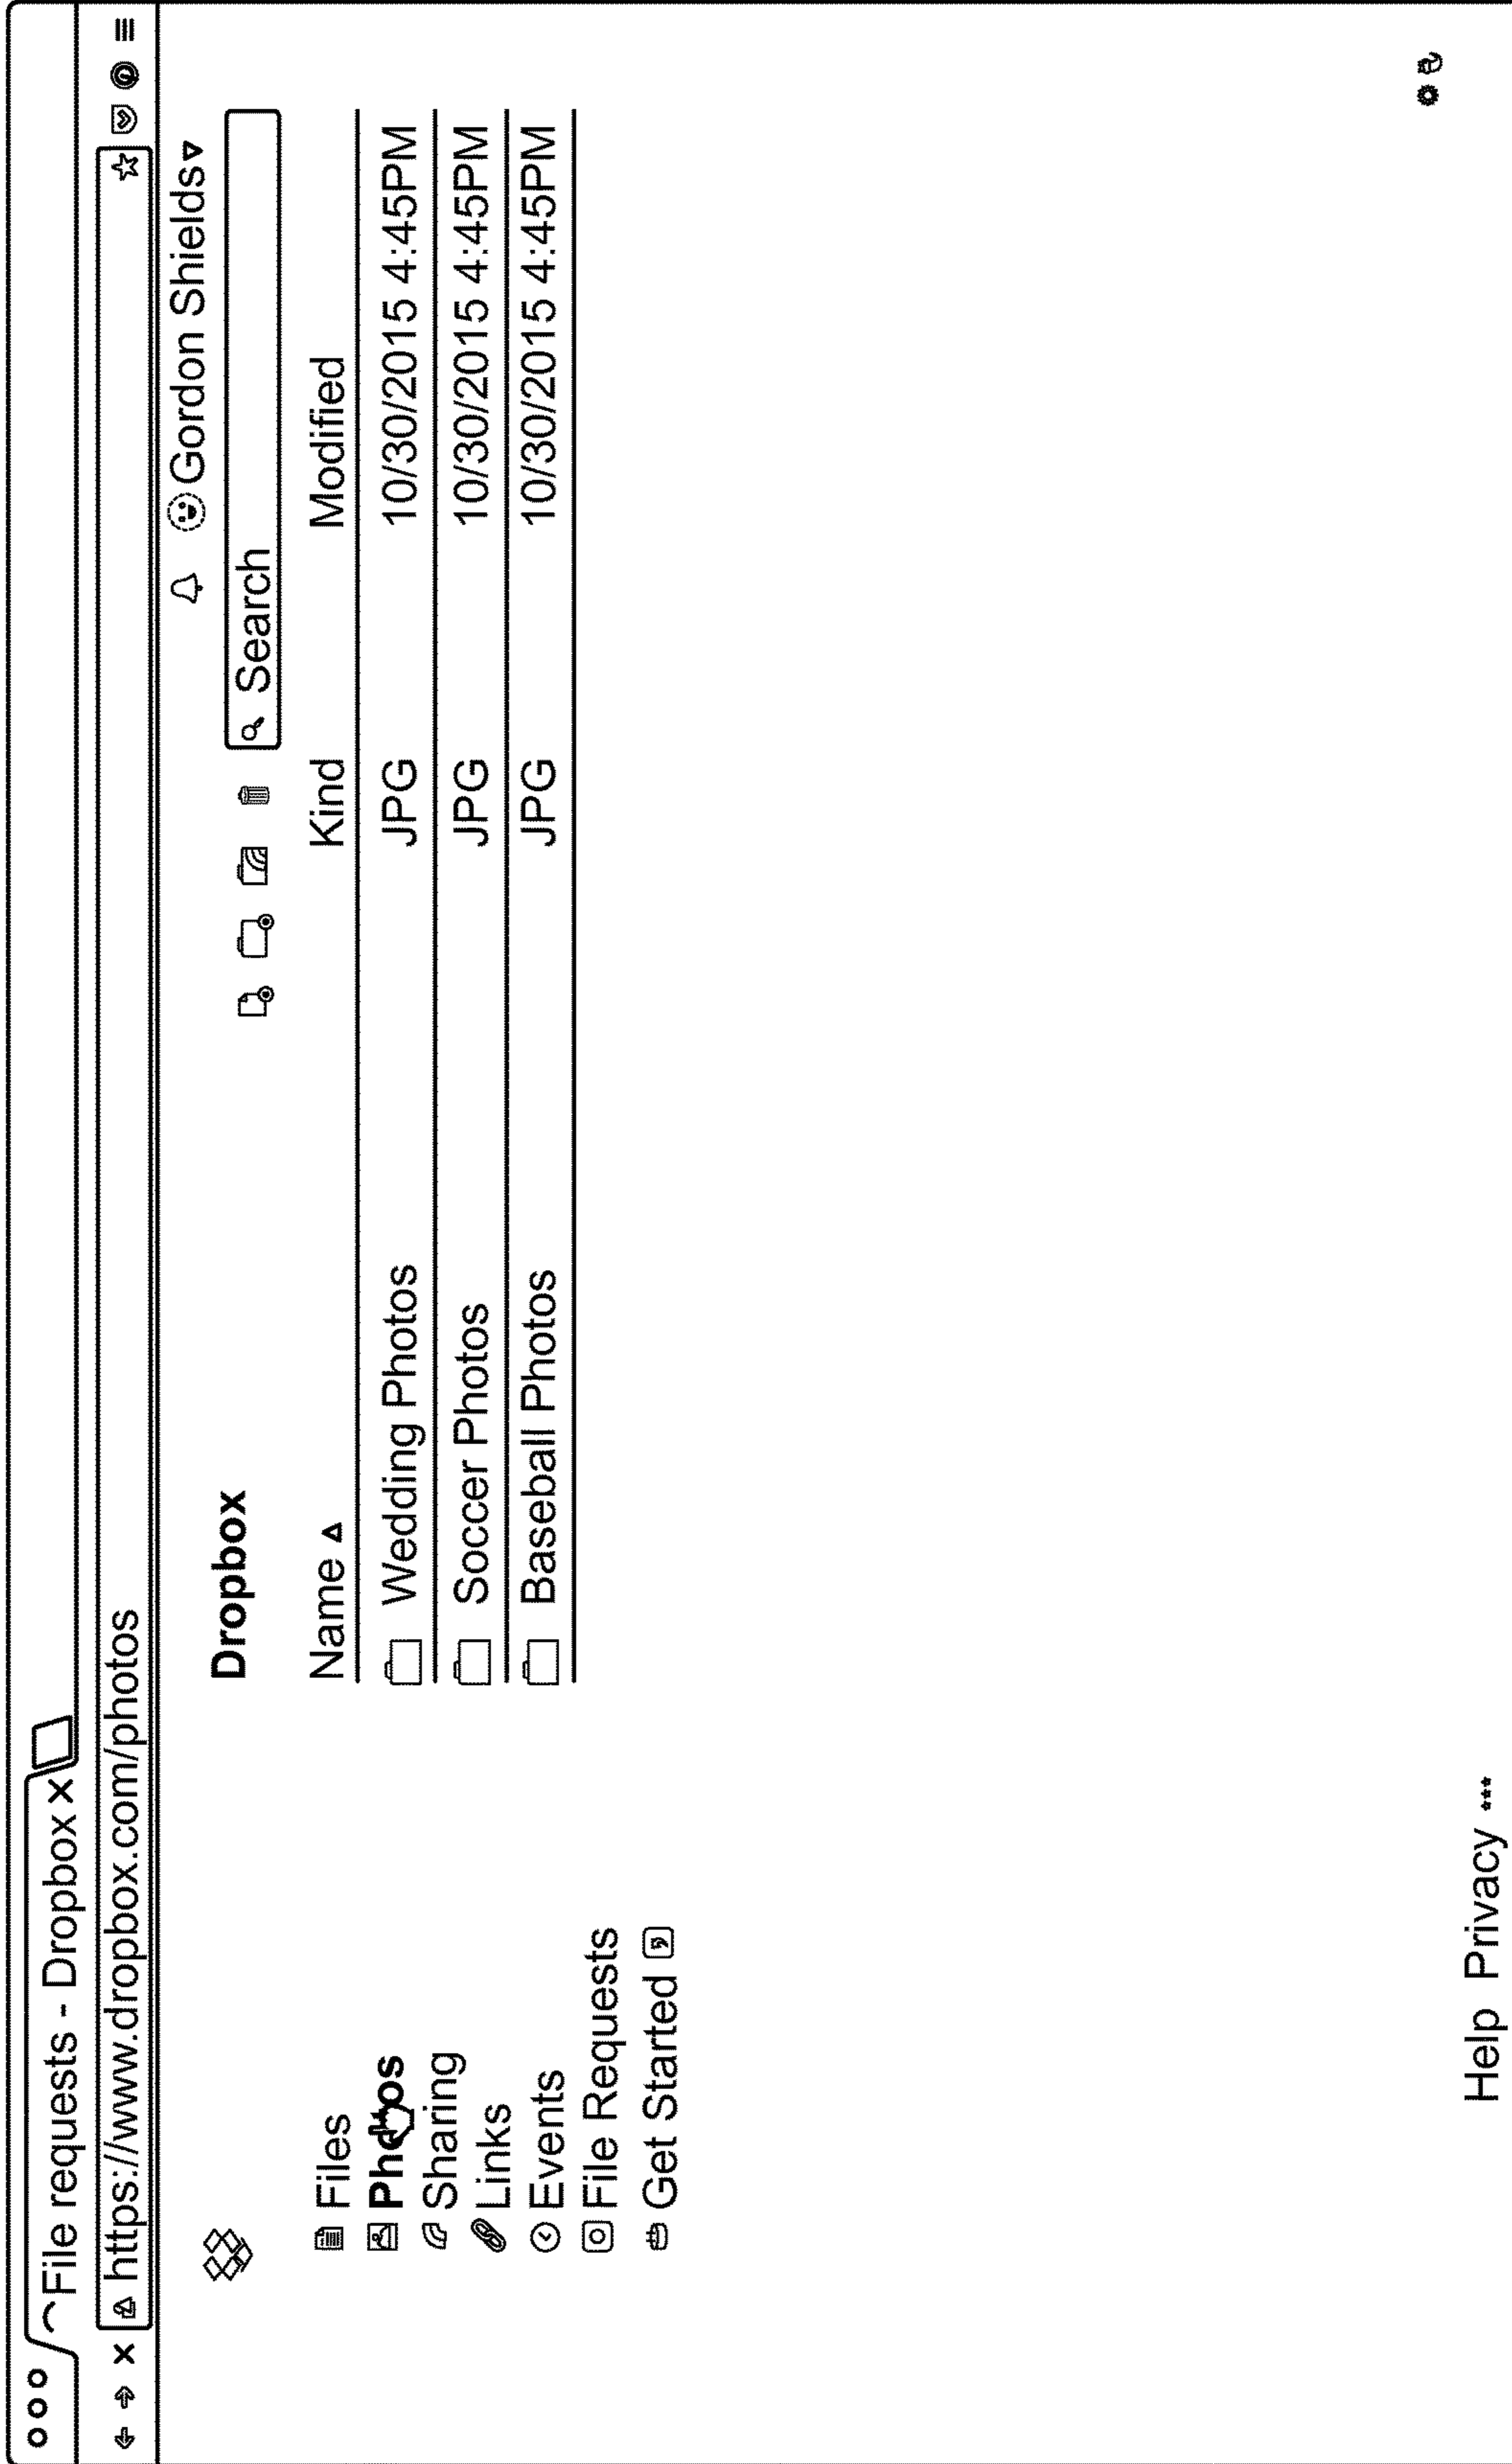 File requests - Dropbox ×
https://www.dropbox.com/photos
Gordon Shields
Dropbox
Search
Name Kind Modified
Wedding Photos JPG 10/30/2015 4:45PM
Soccer Photos JPG 10/30/2015 4:45PM
Baseball Photos JPG 10/30/2015 4:45PM
Files
Photos
Sharing
Links
Events
File Requests
Get Started
Help Privacy